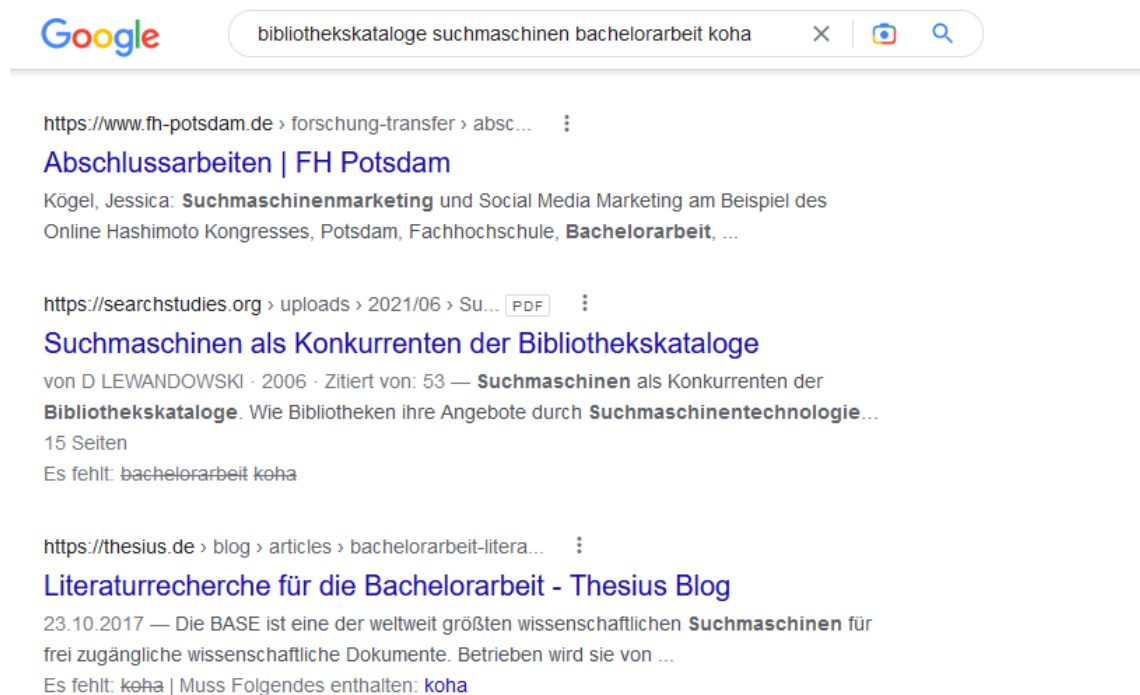 Google
bibliothekskataloge suchmaschinen bachelorarbeit koha
https://www.fh-potsdam.de › forschung-transfer › absc...
Abschlussarbeiten | FH Potsdam
Kögel, Jessica: Suchmaschinenmarketing und Social Media Marketing am Beispiel des
Online Hashimoto Kongresses, Potsdam, Fachhochschule, Bachelorarbeit, ...
https://searchstudies.org › uploads › 2021/06 › Su... PDF
Suchmaschinen als Konkurrenten der Bibliothekskataloge
von D LEWANDOWSKI · 2006 · Zitiert von: 53 — Suchmaschinen als Konkurrenten der
Bibliothekskataloge. Wie Bibliotheken ihre Angebote durch Suchmaschinentechnologie...
15 Seiten
Es fehlt: bachelorarbeit koha
https://thesius.de › blog › articles › bachelorarbeit-litera...
Literaturrecherche für die Bachelorarbeit - Thesius Blog
23.10.2017 — Die BASE ist eine der weltweit größten wissenschaftlichen Suchmaschinen für
frei zugängliche wissenschaftliche Dokumente. Betrieben wird sie von ...
Es fehlt: koha | Muss Folgendes enthalten: koha